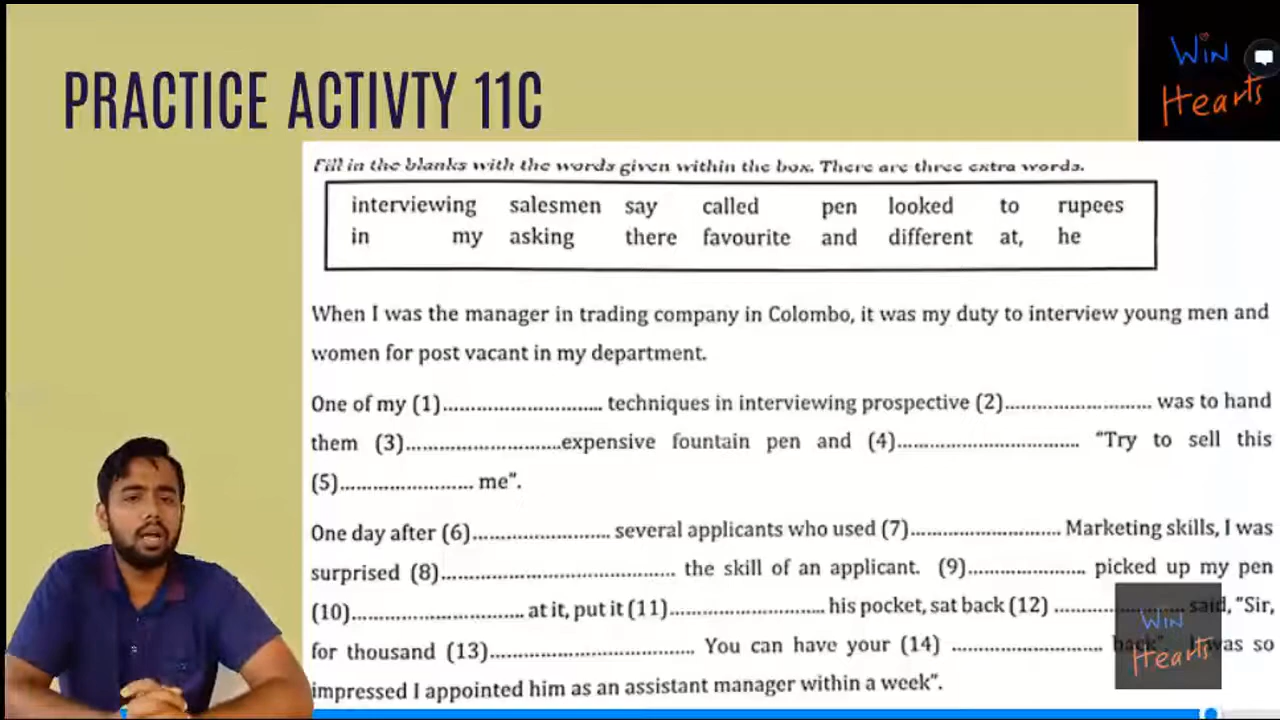 PRACTICE ACTIVTY 11C
Win
Hearts
Fill in the blanks with the words given within the box. There are three extra words.
interviewing salesmen say called pen looked to rupees
in my asking there favourite and different at, he
When I was the manager in trading company in Colombo, it was my duty to interview young men and
women for post vacant in my department.
One of my (1)............................. techniques in interviewing prospective (2).......................... was to hand
them (3)............................expensive fountain pen and (4)................................. "Try to sell this
(5)........................ me".
One day after (6)......................... several applicants who used (7)................................ Marketing skills, I was
surprised (8).......................................... the skill of an applicant. (9)..................... picked up my pen
(10)............................... at it, put it (11)............................ his pocket, sat back (12) ........................ said, "Sir,
for thousand (13)..................................... You can have your (14) ........................... back". I was so
impressed I appointed him as an assistant manager within a week".
Win
Hearts